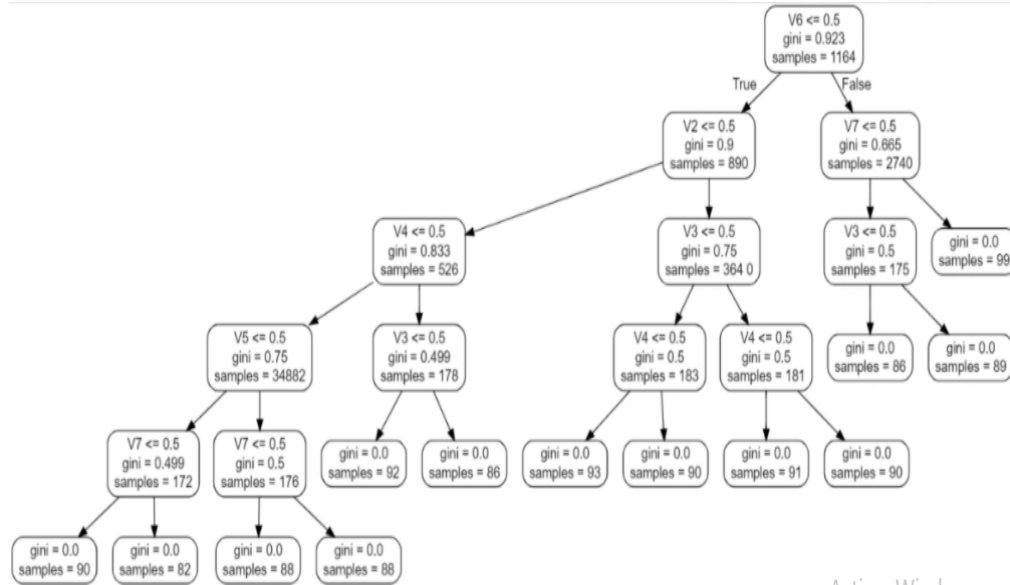 V6 <= 0.5
gini = 0.923
samples = 1164
True
False
V2 <= 0.5
gini = 0.9
samples = 890
V7 <= 0.5
gini = 0.665
samples = 2740
V4 <= 0.5
gini = 0.833
samples = 526
V3 <= 0.5
gini = 0.75
samples = 364 0
V3 <= 0.5
gini = 0.5
samples = 175
gini = 0.0
samples = 99
V5 <= 0.5
gini = 0.75
samples = 34882
V3 <= 0.5
gini = 0.499
samples = 178
V4 <= 0.5
gini = 0.5
samples = 183
V4 <= 0.5
gini = 0.5
samples = 181
gini = 0.0
samples = 86
gini = 0.0
samples = 89
V7 <= 0.5
gini = 0.499
samples = 172
V7 <= 0.5
gini = 0.5
samples = 176
gini = 0.0
samples = 92
gini = 0.0
samples = 86
gini = 0.0
samples = 93
gini = 0.0
samples = 90
gini = 0.0
samples = 91
gini = 0.0
samples = 90
gini = 0.0
samples = 90
gini = 0.0
samples = 82
gini = 0.0
samples = 88
gini = 0.0
samples = 88